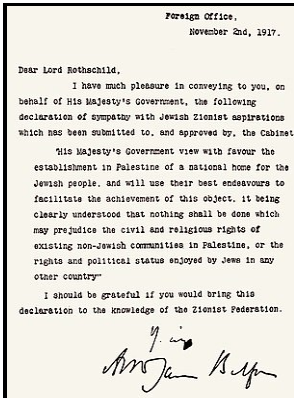 Foreign Office,
November 2nd, 1917.
Dear Lord Rothschild,
I have much pleasure in conveying to you, on
behalf of His Majesty's Government, the following
declaration of sympathy with Jewish Zionist aspirations
which has been submitted to, and approved by, the Cabinet
"His Majesty's Government view with favour the
establishment in Palestine of a national home for the
Jewish people, and will use their best endeavours to
facilitate the achievement of this object, it being
clearly understood that nothing shall be done which
may prejudice the civil and religious rights of
existing non-Jewish communities in Palestine, or the
rights and political status enjoyed by Jews in any
other country"
I should be grateful if you would bring this
declaration to the knowledge of the Zionist Federation.